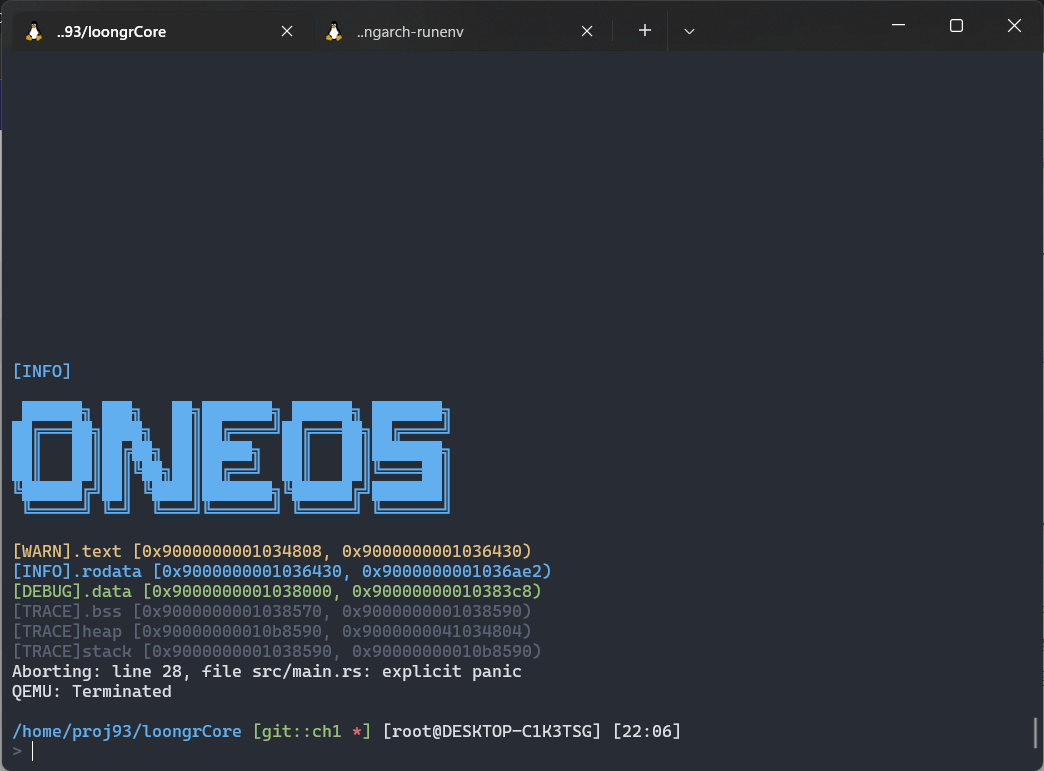 ..93/loongrCore
..ngarch-runenv
[INFO]
ONEOS
[WARN].text [0x9000000001034808, 0x9000000001036430)
[INFO].rodata [0x9000000001036430, 0x9000000001036ae2)
[DEBUG].data [0x9000000001038000, 0x90000000010383c8)
[TRACE].bss [0x9000000001038570, 0x9000000001038590)
[TRACE]heap [0x90000000010b8590, 0x9000000041034804)
[TRACE]stack [0x9000000001038590, 0x90000000010b8590)
Aborting: line 28, file src/main.rs: explicit panic
QEMU: Terminated
/home/proj93/loongrCore [git::ch1 *] [root@DESKTOP-C1K3TSG] [22:06]
>